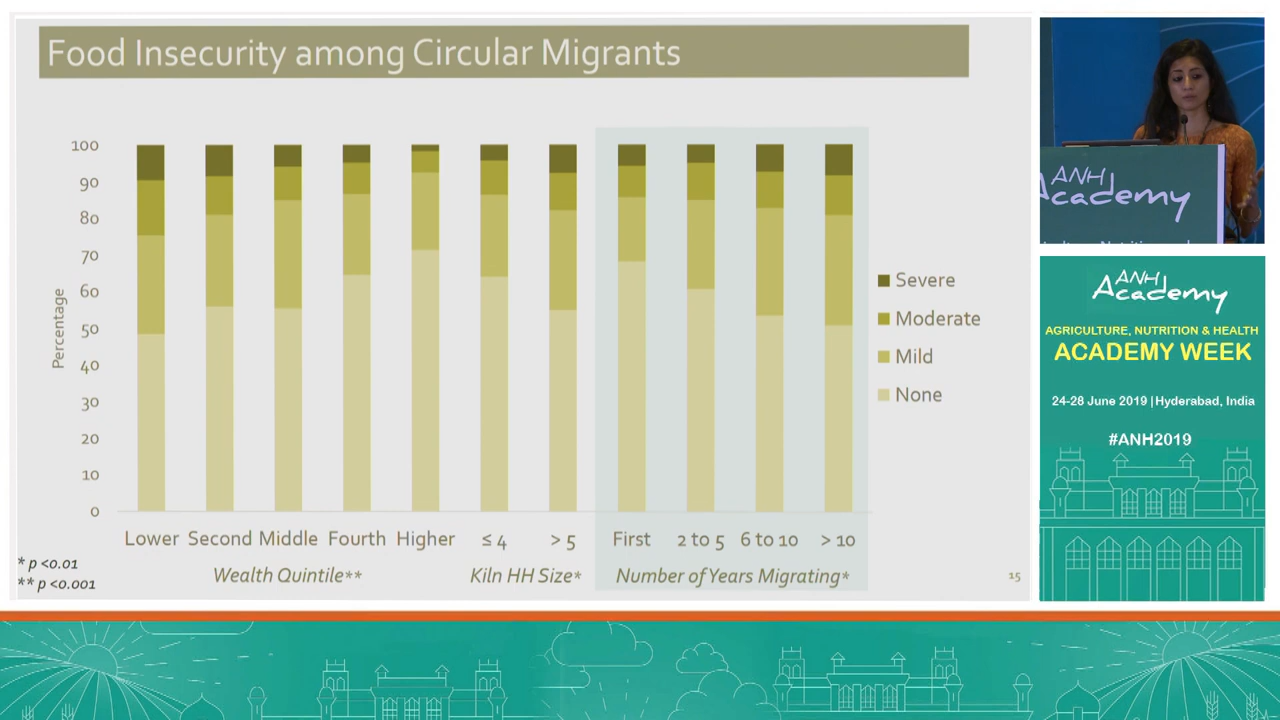 Food Insecurity among Circular Migrants
100
90
80
70
60
50
40
30
20
10
0
Percentage
Lower Second Middle Fourth Higher ≤ 4 > 5 First 2 to 5 6 to 10 > 10
Wealth Quintile** Kiln HH Size* Number of Years Migrating*
* p <0.01
** p <0.001
15
Severe
Moderate
Mild
None
ANH
Academy
ANH
Academy
AGRICULTURE, NUTRITION & HEALTH
ACADEMY WEEK
24-28 June 2019 | Hyderabad, India
#ANH2019